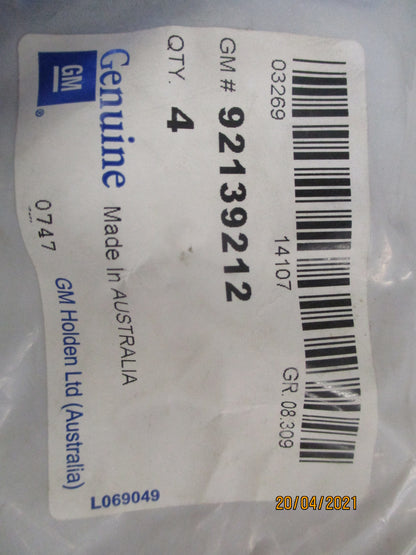 03269
14107
GR. 08.309
GM # 92139212
QTY. 4
Genuine Made In AUSTRALIA
GM
®
0747
GM Holden Ltd (Australia)
L069049
20/04/2021